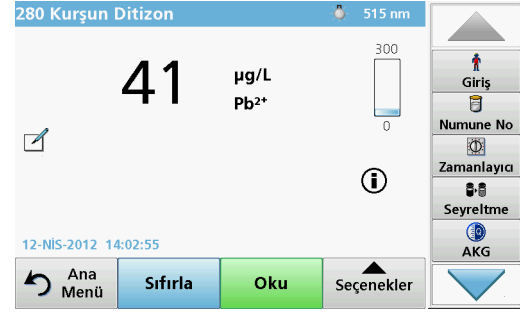 280 Kurşun Ditizon
515 nm
300
41
µg/L
Pb²⁺
0
12-NİS-2012 14:02:55
Ana
Menü
Sıfırla
Oku
Seçenekler
Giriş
Numune No
Zamanlayıcı
Seyreltme
AKG